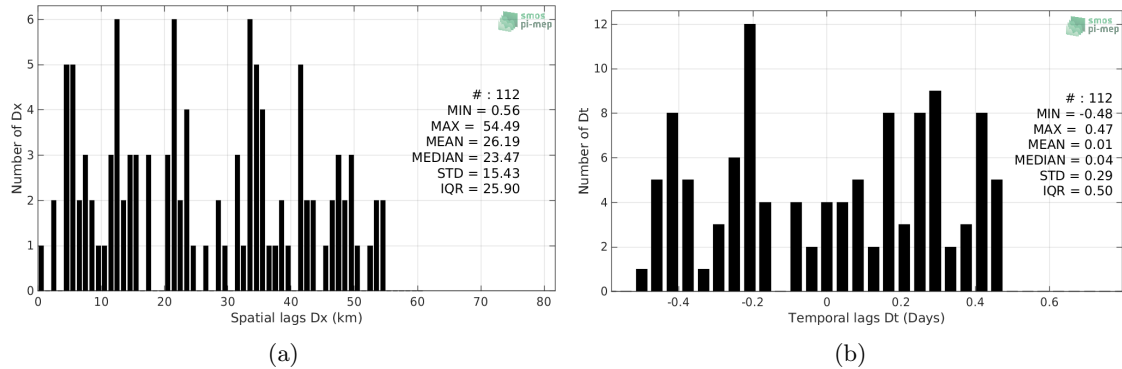 smos
pi-mep
6
5
4
3
2
1
0
Number of Dx
# : 112
MIN = 0.56
MAX = 54.49
MEAN = 26.19
MEDIAN = 23.47
STD = 15.43
IQR = 25.90
0 10 20 30 40 50 60 70 80
Spatial lags Dx (km)
(a)
smos
pi-mep
12
10
8
6
4
2
0
Number of Dt
# : 112
MIN = -0.48
MAX = 0.47
MEAN = 0.01
MEDIAN = 0.04
STD = 0.29
IQR = 0.50
-0.4 -0.2 0 0.2 0.4 0.6
Temporal lags Dt (Days)
(b)